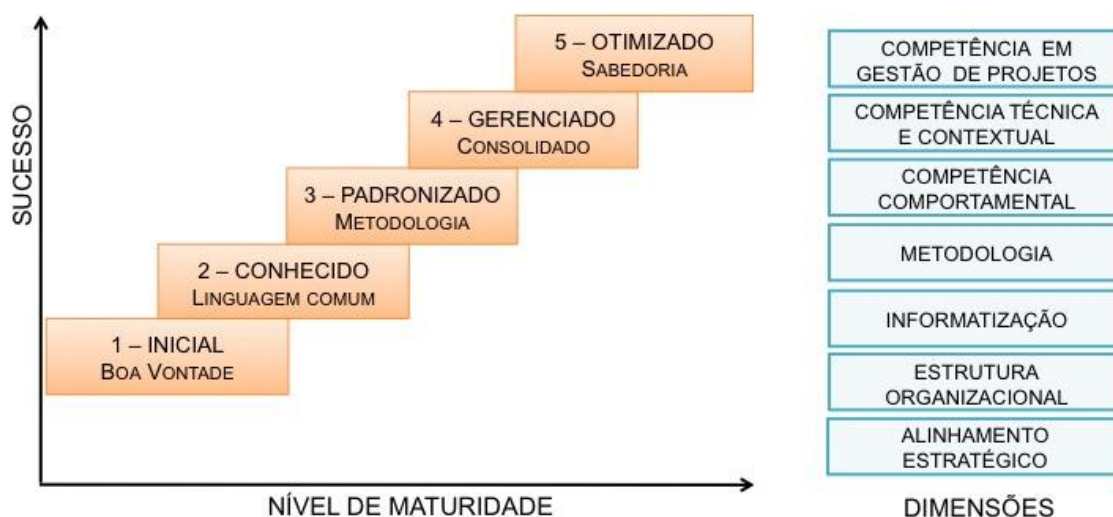 5 – OTIMIZADO
SABEDORIA
4 – GERENCIADO
CONSOLIDADO
3 – PADRONIZADO
METODOLOGIA
2 – CONHECIDO
LINGUAGEM COMUM
1 – INICIAL
BOA VONTADE
SUCESSO
NÍVEL DE MATURIDADE
COMPETÊNCIA EM
GESTÃO DE PROJETOS
COMPETÊNCIA TÉCNICA
E CONTEXTUAL
COMPETÊNCIA
COMPORTAMENTAL
METODOLOGIA
INFORMATIZAÇÃO
ESTRUTURA
ORGANIZACIONAL
ALINHAMENTO
ESTRATÉGICO
DIMENSÕES